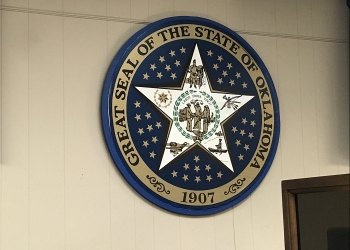 GREAT SEAL OF THE STATE OF OKLAHOMA
1907